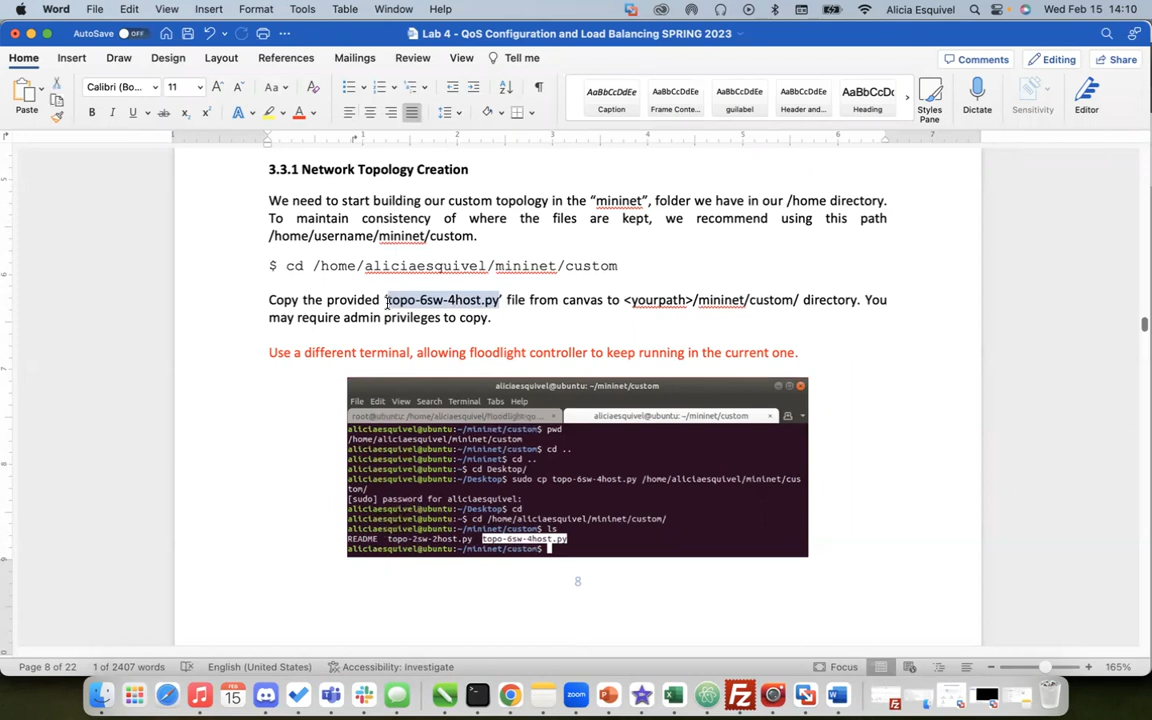 Word File Edit View Insert Format Tools Table Window Help Alicia Esquivel Wed Feb 15 14:10
AutoSave OFF Lab 4 - QoS Configuration and Load Balancing SPRING 2023
Home Insert Draw Design Layout References Mailings Review View Tell me Comments Editing Share
Paste Calibri (Bo... 11 Caption Frame Conte... guilabel Header and... Heading Styles Pane Dictate Sensitivity Editor
3.3.1 Network Topology Creation
We need to start building our custom topology in the “mininet”, folder we have in our /home directory.
To maintain consistency of where the files are kept, we recommend using this path
/home/username/mininet/custom.
$ cd /home/aliciaesquivel/mininet/custom
Copy the provided ‘topo-6sw-4host.py’ file from canvas to <yourpath>/mininet/custom/ directory. You
may require admin privileges to copy.
Use a different terminal, allowing floodlight controller to keep running in the current one.
aliciaesquivel@ubuntu: ~/mininet/custom
File Edit View Search Terminal Tabs Help
root@ubuntu: /home/aliciaesquivel/floodlight-qo... aliciaesquivel@ubuntu: ~/mininet/custom
aliciaesquivel@ubuntu:~/mininet/custom$ pwd
/home/aliciaesquivel/mininet/custom
aliciaesquivel@ubuntu:~/mininet/custom$ cd ..
aliciaesquivel@ubuntu:~/mininet$ cd ..
aliciaesquivel@ubuntu:~$ cd Desktop/
aliciaesquivel@ubuntu:~/Desktop$ sudo cp topo-6sw-4host.py /home/aliciaesquivel/mininet/cus
tom/
[sudo] password for aliciaesquivel:
aliciaesquivel@ubuntu:~/Desktop$ cd
aliciaesquivel@ubuntu:~$ cd /home/aliciaesquivel/mininet/custom/
aliciaesquivel@ubuntu:~/mininet/custom$ ls
README topo-2sw-2host.py topo-6sw-4host.py
aliciaesquivel@ubuntu:~/mininet/custom$
8
Page 8 of 22 1 of 2407 words English (United States) Accessibility: Investigate Focus 165%